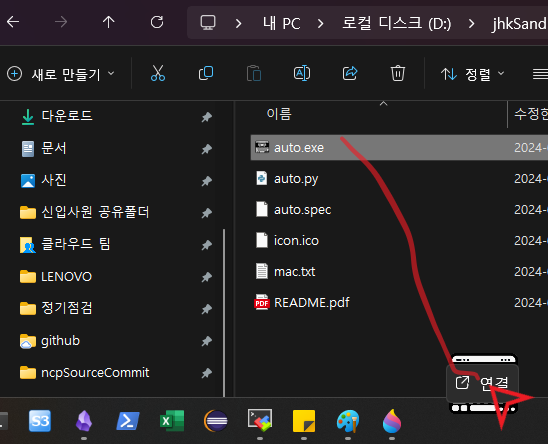 내 PC > 로컬 디스크 (D:) > jhkSand
새로 만들기
정렬
이름
수정한
다운로드
문서
사진
신입사원 공유폴더
클라우드 팀
LENOVO
정기점검
github
ncpSourceCommit
auto.exe 2024-
auto.py 2024-
auto.spec 2024-
icon.ico 2024-
mac.txt 2024-
README.pdf 2024-
연결
S3